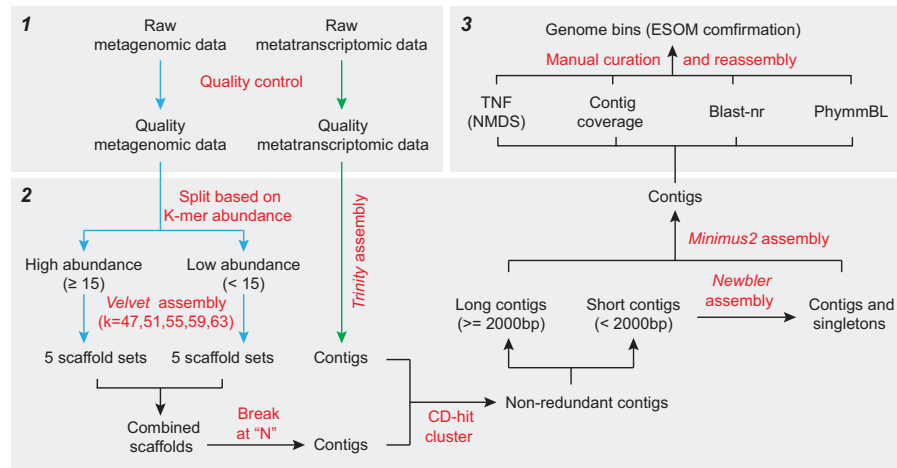 1
Raw
metagenomic data
Raw
metatranscriptomic data
Quality control
Quality
metagenomic data
Quality
metatranscriptomic data
2
Split based on
K-mer abundance
High abundance
(≥ 15)
Low abundance
(< 15)
Velvet assembly
(k=47,51,55,59,63)
Trinity assembly
5 scaffold sets
5 scaffold sets
Contigs
Combined
scaffolds
Break
at “N”
Contigs
CD-hit
cluster
Non-redundant contigs
Long contigs
(>= 2000bp)
Short contigs
(< 2000bp)
Newbler
assembly
Contigs and
singletons
Minimus2 assembly
Contigs
3
Genome bins (ESOM comfirmation)
Manual curation and reassembly
TNF
(NMDS)
Contig
coverage
Blast-nr
PhymmBL